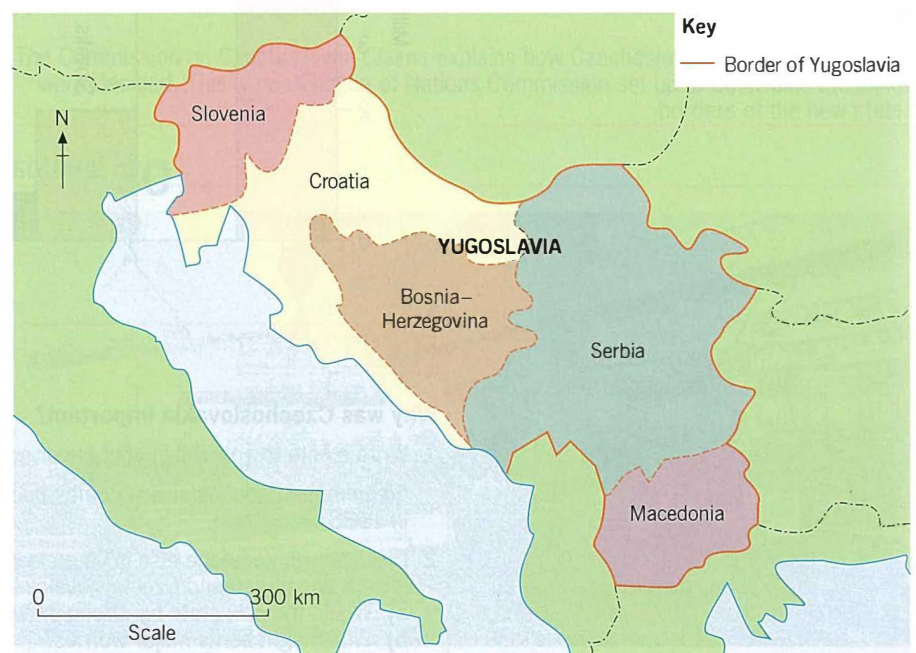 Key
Border of Yugoslavia
N
Slovenia
Croatia
YUGOSLAVIA
Bosnia–
Herzegovina
Serbia
Macedonia
0 300 km
Scale